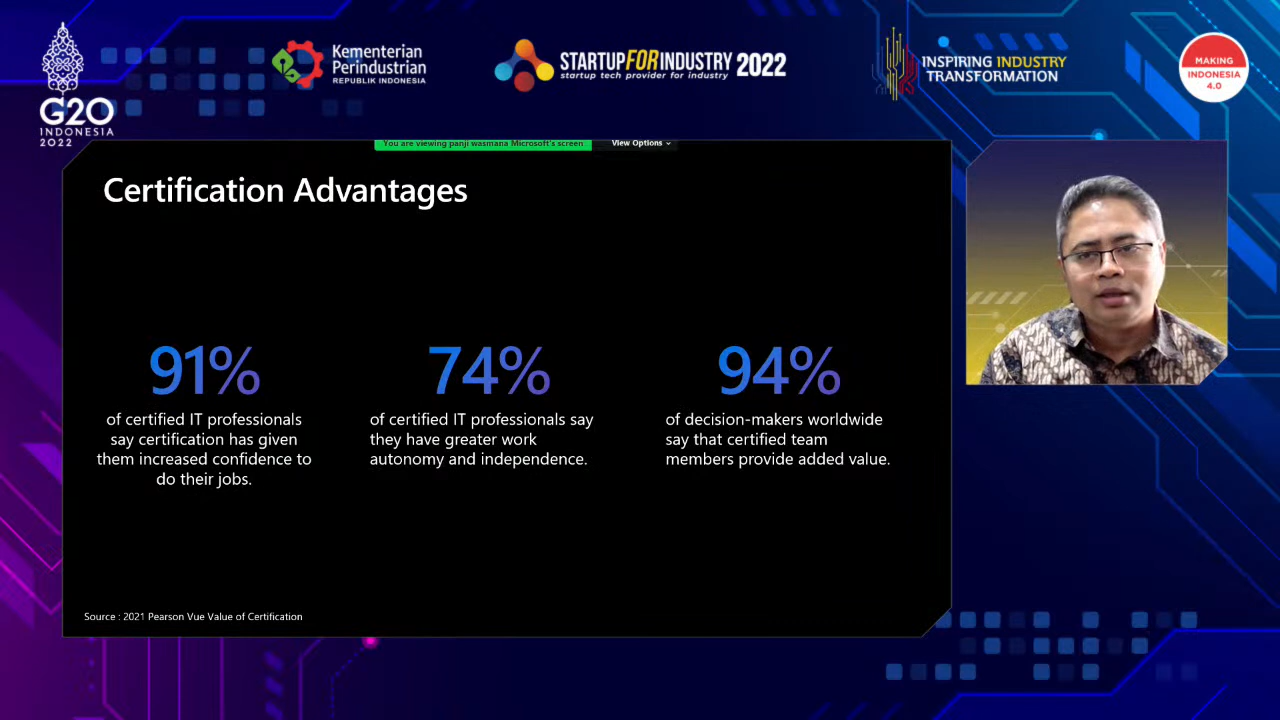 G20
INDONESIA
2022
Kementerian
Perindustrian
REPUBLIK INDONESIA
STARTUPFORINDUSTRY 2022
startup tech provider for industry
INSPIRING INDUSTRY
TRANSFORMATION
MAKING
INDONESIA
4.0
You are viewing panji wasmana Microsoft's screen
View Options
Certification Advantages
91%
of certified IT professionals
say certification has given
them increased confidence to
do their jobs.
74%
of certified IT professionals say
they have greater work
autonomy and independence.
94%
of decision-makers worldwide
say that certified team
members provide added value.
Source : 2021 Pearson Vue Value of Certification